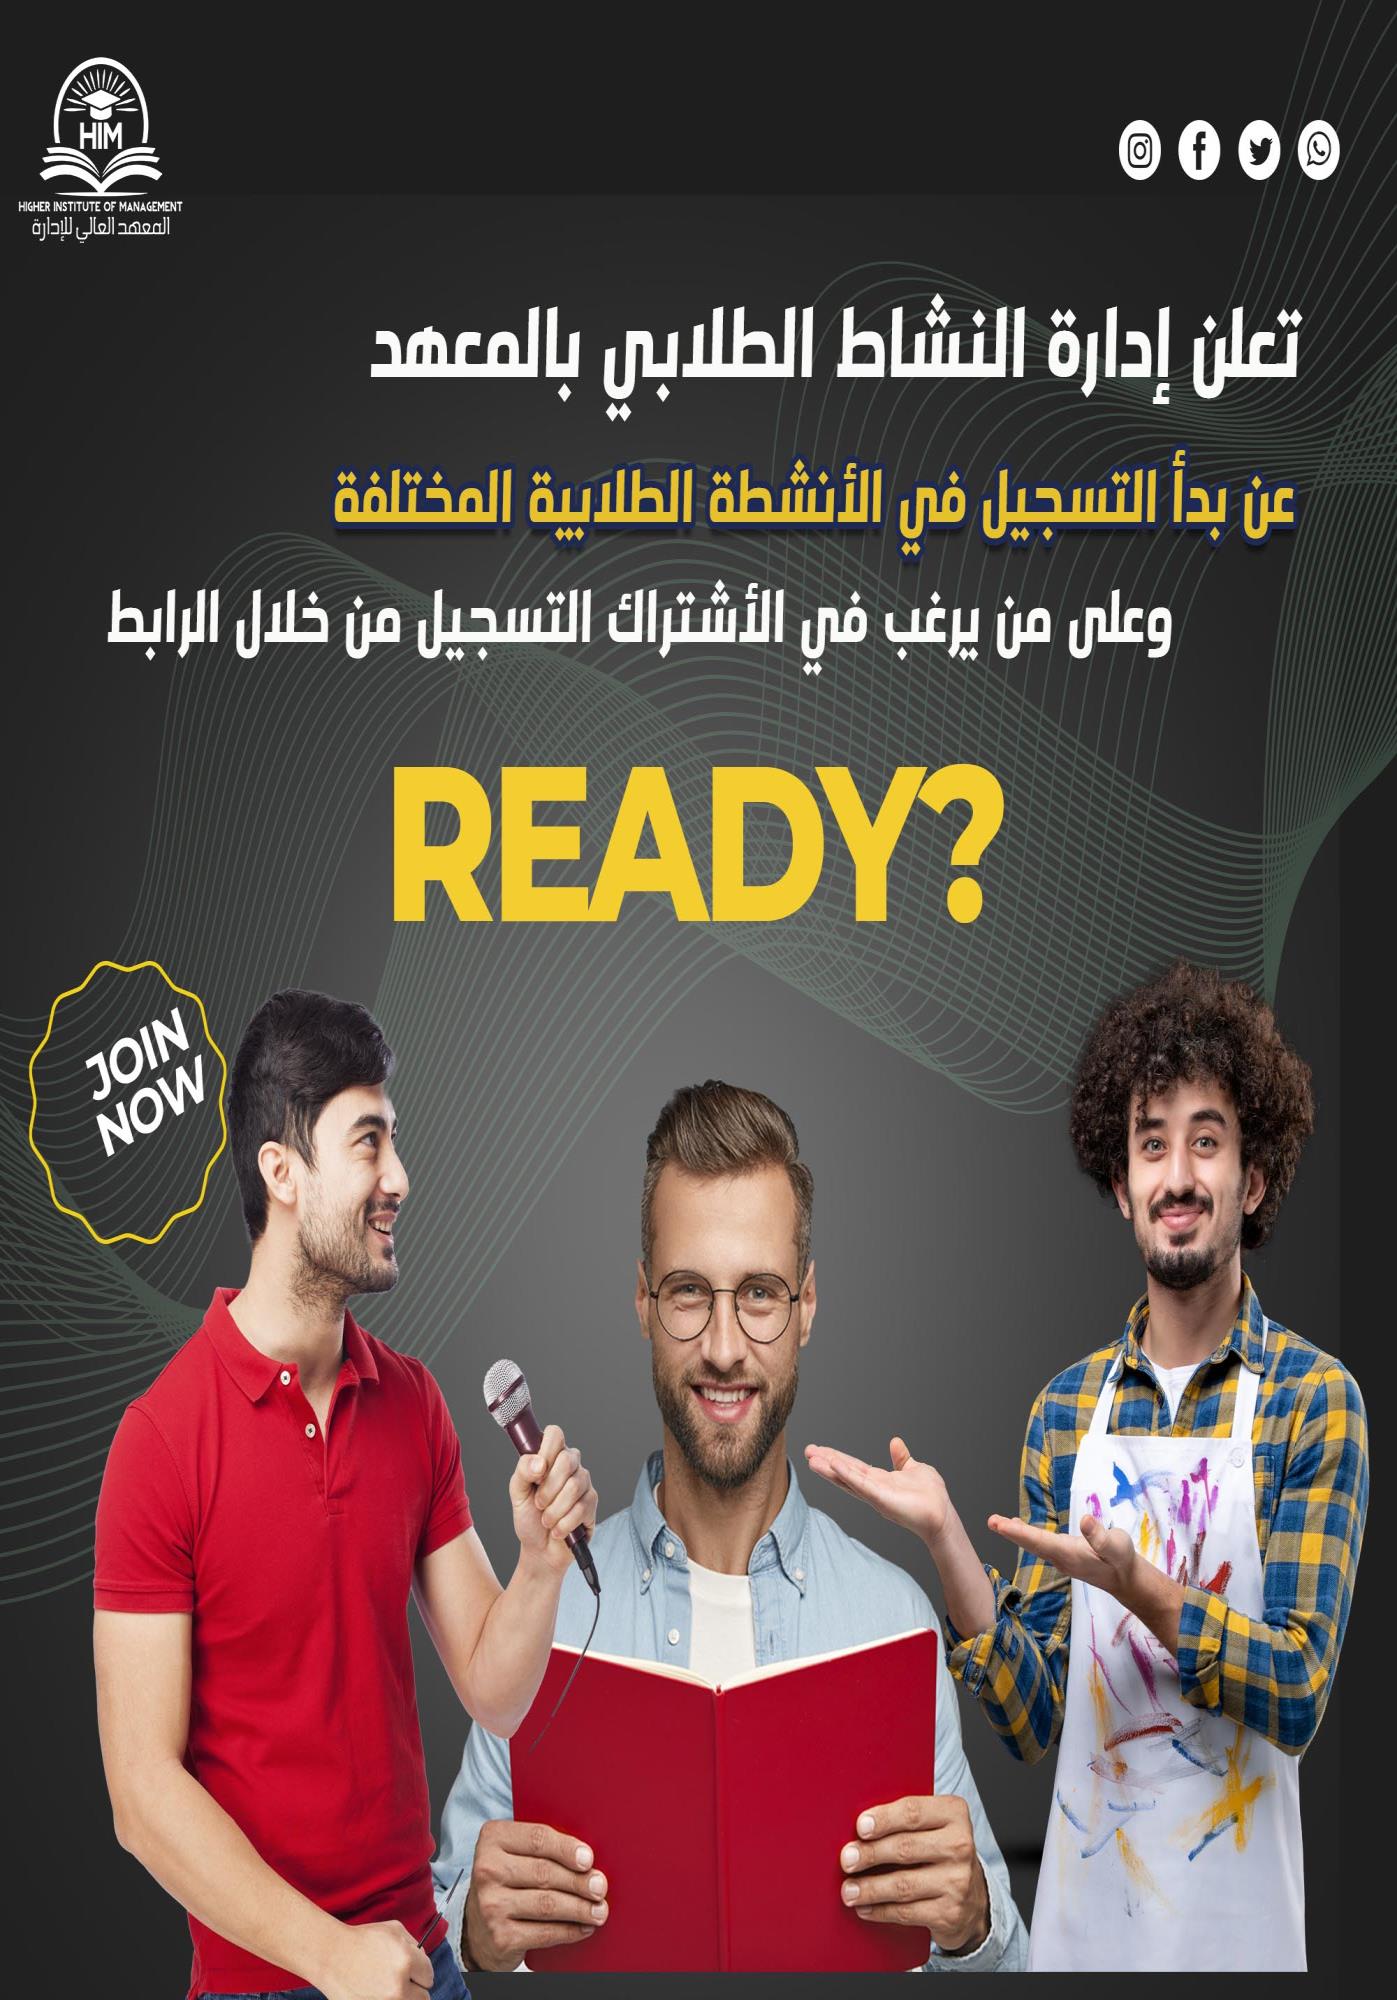 HIM
HIGHER INSTITUTE OF MANAGEMENT
المعهد العالي للإدارة
تعلن إدارة النشاط الطلابي بالمعهد
عن بدأ التسجيل في الأنشطة الطلابية المختلفة
وعلى من يرغب في الأشتراك التسجيل من خلال الرابط
READY?
JOIN
NOW